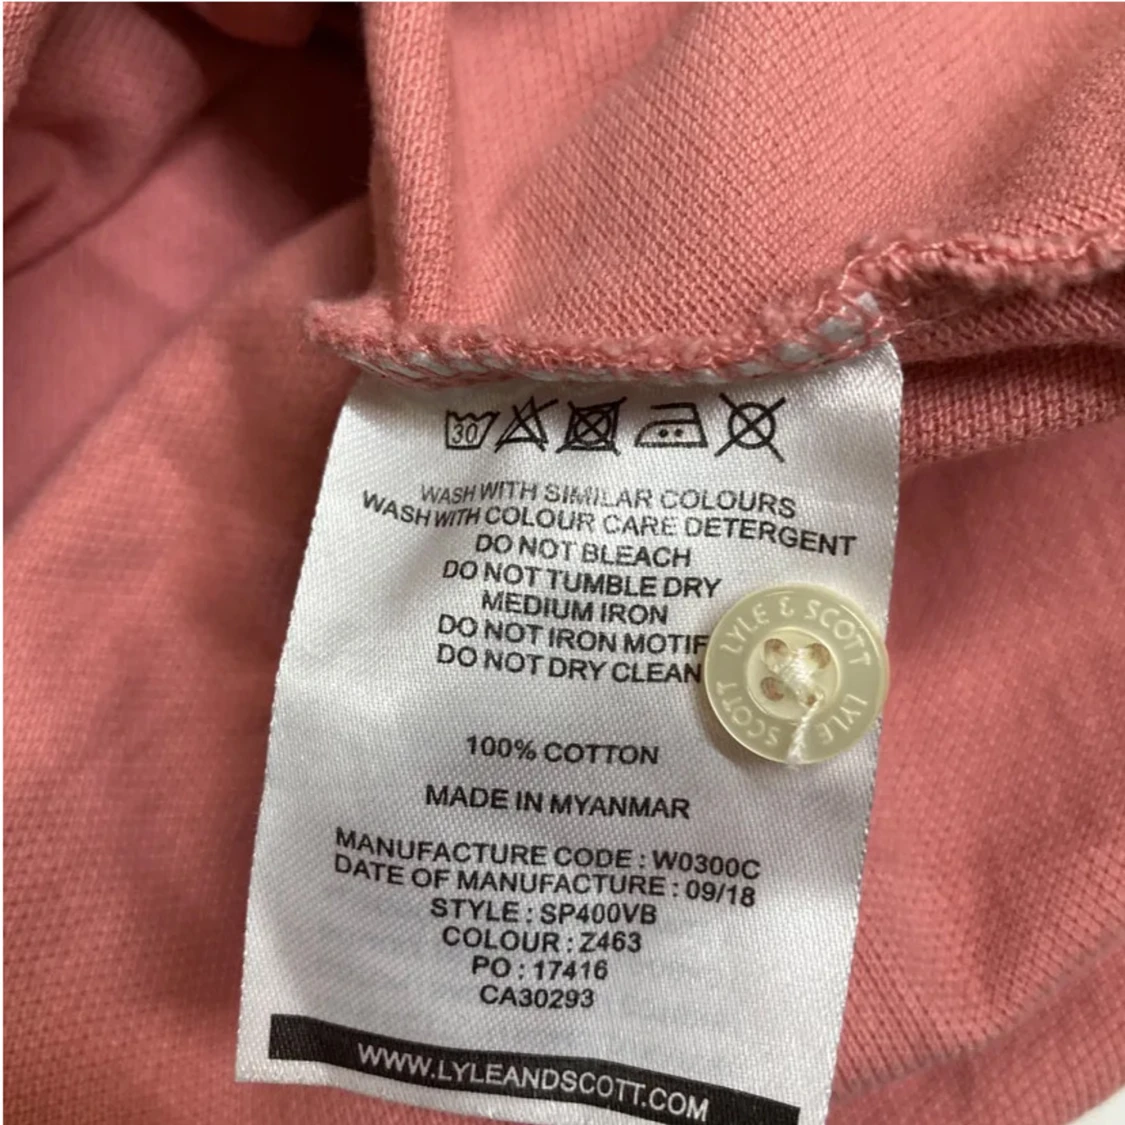 30
WASH WITH SIMILAR COLOURS
WASH WITH COLOUR CARE DETERGENT
DO NOT BLEACH
DO NOT TUMBLE DRY
MEDIUM IRON
DO NOT IRON MOTIF
DO NOT DRY CLEAN
LYLE & SCOTT LYLE SCOTT
100% COTTON
MADE IN MYANMAR
MANUFACTURE CODE : W0300C
DATE OF MANUFACTURE : 09/18
STYLE : SP400VB
COLOUR : Z463
PO : 17416
CA30293
WWW.LYLEANDSCOTT.COM